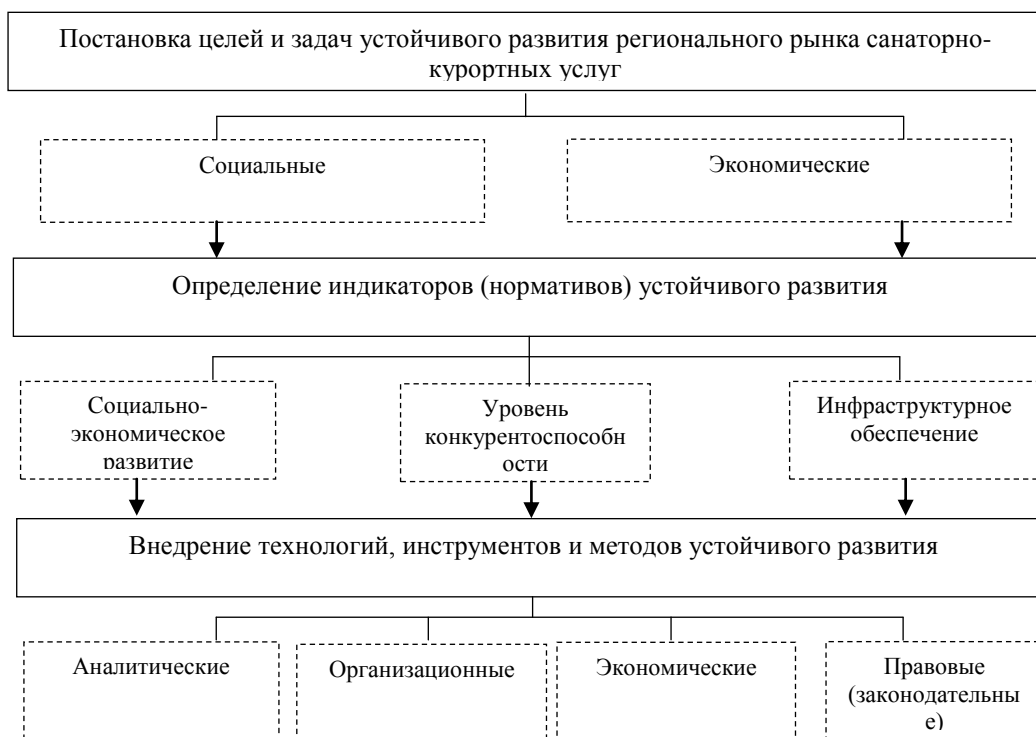 Постановка целей и задач устойчивого развития регионального рынка санаторно-
курортных услуг
Социальные
Экономические
Определение индикаторов (нормативов) устойчивого развития
Социально-
экономическое
развитие
Уровень
конкурентоспособн
ости
Инфраструктурное
обеспечение
Внедрение технологий, инструментов и методов устойчивого развития
Аналитические
Организационные
Экономические
Правовые
(законодательны
е)